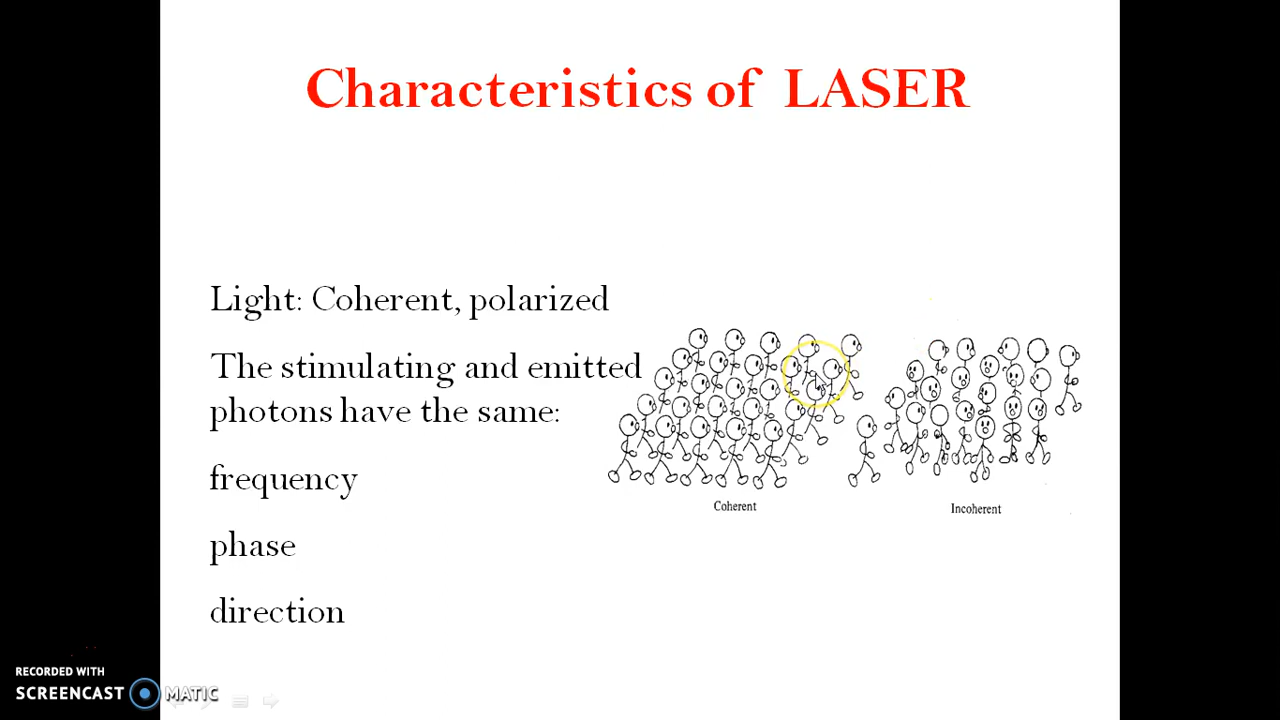 Characteristics of LASER
Light: Coherent, polarized
The stimulating and emitted
photons have the same:
frequency
phase
direction
Coherent
Incoherent
RECORDED WITH
SCREENCAST MATIC